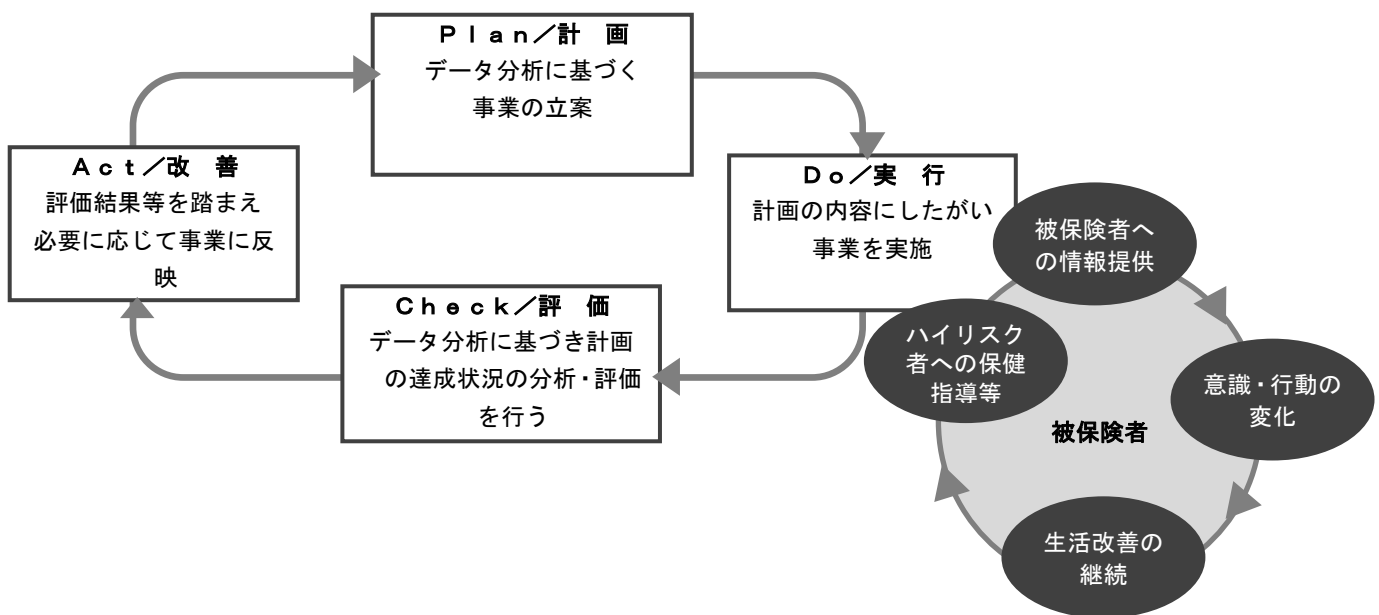 Ｐｌａｎ／計　画
データ分析に基づく
事業の立案
Ａｃｔ／改　善
評価結果等を踏まえ
必要に応じて事業に反
映
Ｄｏ／実　行
計画の内容にしたがい
事業を実施
Ｃｈｅｃｋ／評　価
データ分析に基づき計画
の達成状況の分析・評価
を行う
被保険者へ
の情報提供
ハイリスク
者への保健
指導等
意識・行動の
変化
被保険者
生活改善の
継続